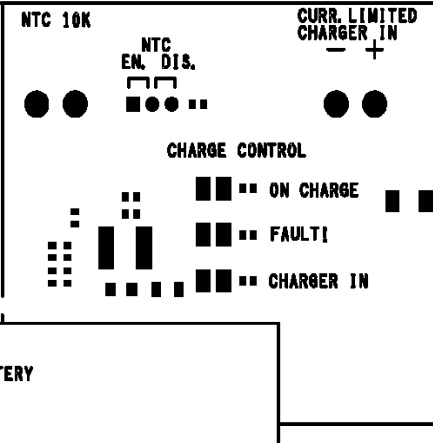 NTC 10K
CURR. LIMITED
CHARGER IN
- +
NTC
EN. DIS.
CHARGE CONTROL
ON CHARGE
FAULT!
CHARGER IN
TERY